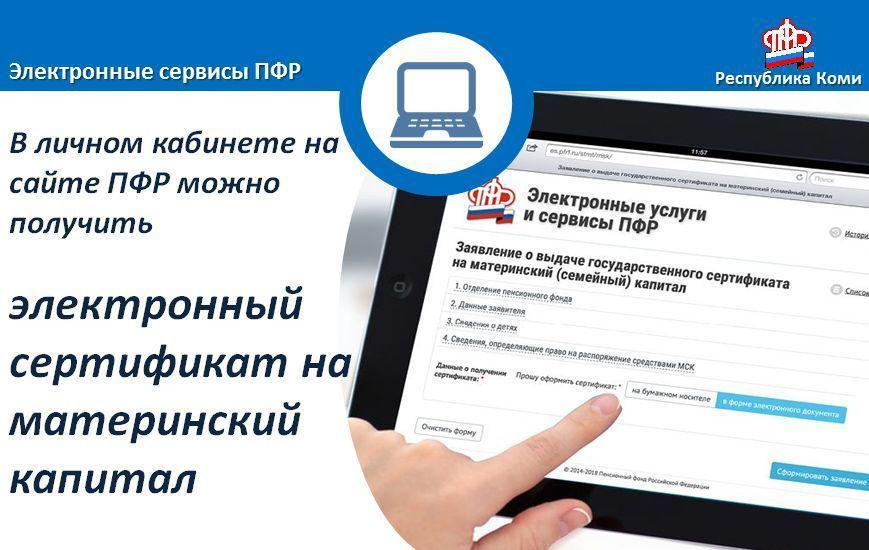 Электронные сервисы ПФР
ПФР
Республика Коми
В личном кабинете на
сайте ПФР можно
получить
электронный
сертификат на
материнский
капитал
es.pfrf.ru/stmt/msk/
11:57
Поиск
Заявление о выдаче государственного сертификата на материнский (семейный) капитал
ПФР
Электронные услуги
и сервисы ПФР
Истори
Заявление о выдаче государственного сертификата
на материнский (семейный) капитал
Список
1. Отделение пенсионного фонда
2. Данные заявителя
3. Сведения о детях
4. Сведения, определяющие право на распоряжение средствами МСК
Данные о получении
сертификата: *
Прошу оформить сертификат: *
на бумажном носителе
в форме электронного документа
Очистить форму
Сформировать заявление
© 2014-2018 Пенсионный фонд Российской Федерации